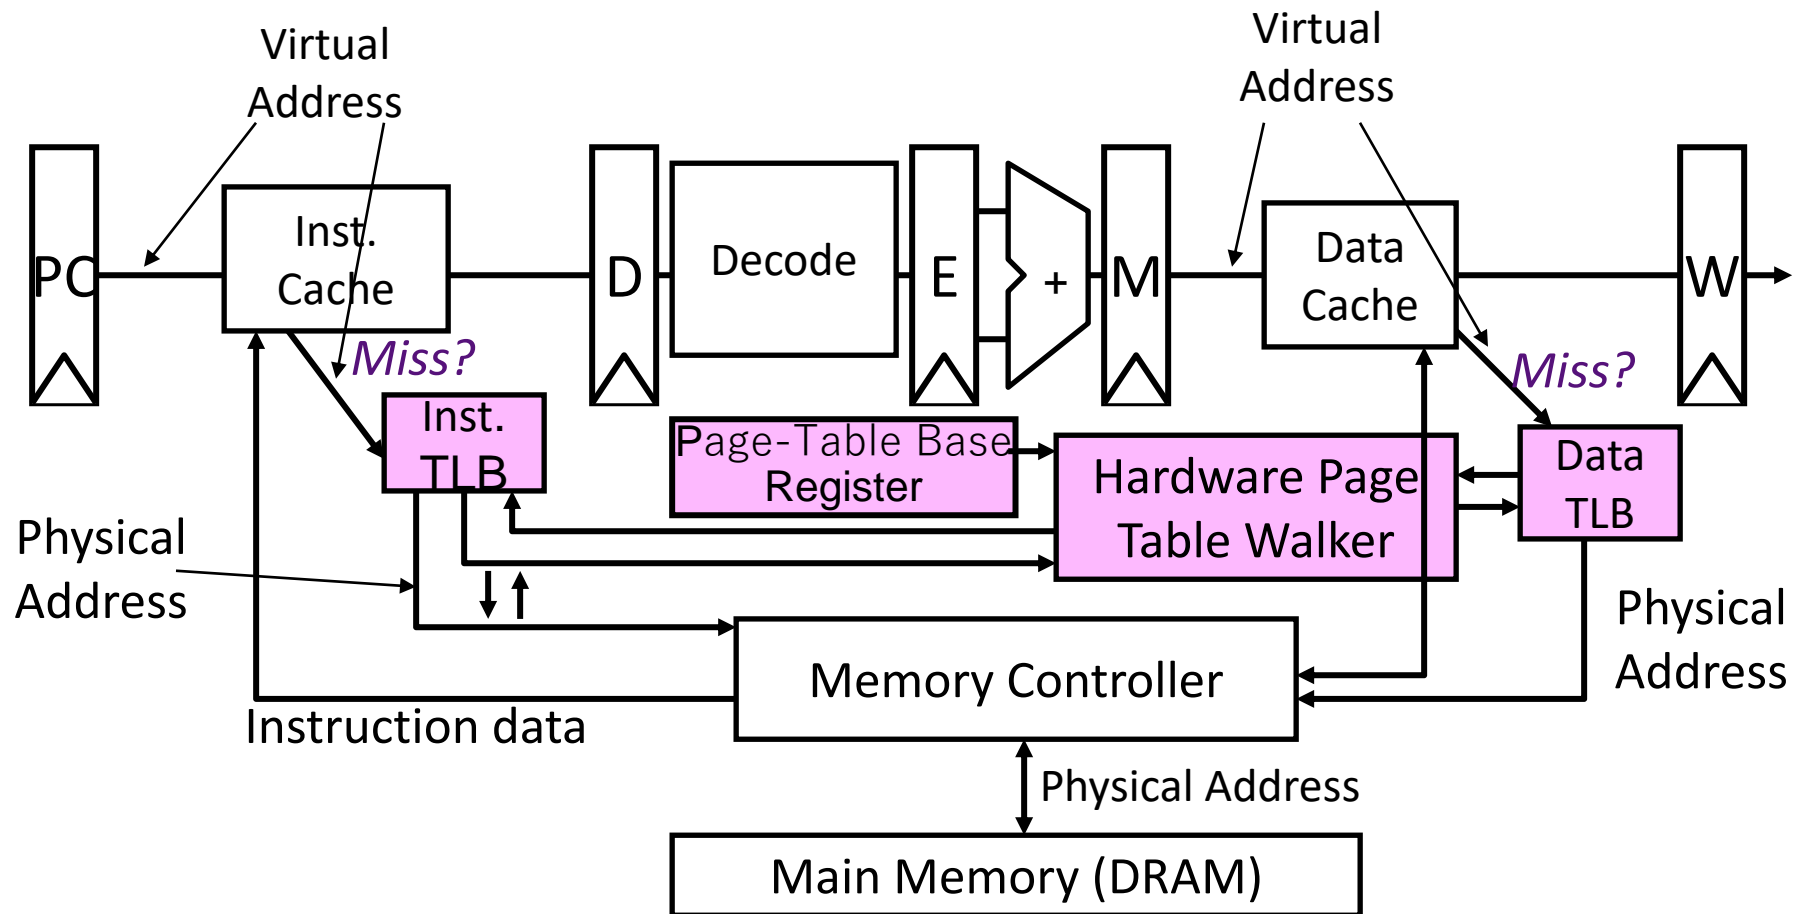 Virtual
Address
Virtual
Address
PC
Inst.
Cache
D
Decode
E
+
M
Data
Cache
W
Miss?
Miss?
Inst.
TLB
Page-Table Base
Register
Hardware Page
Table Walker
Data
TLB
Physical
Address
Physical
Address
Memory Controller
Instruction data
Physical Address
Main Memory (DRAM)